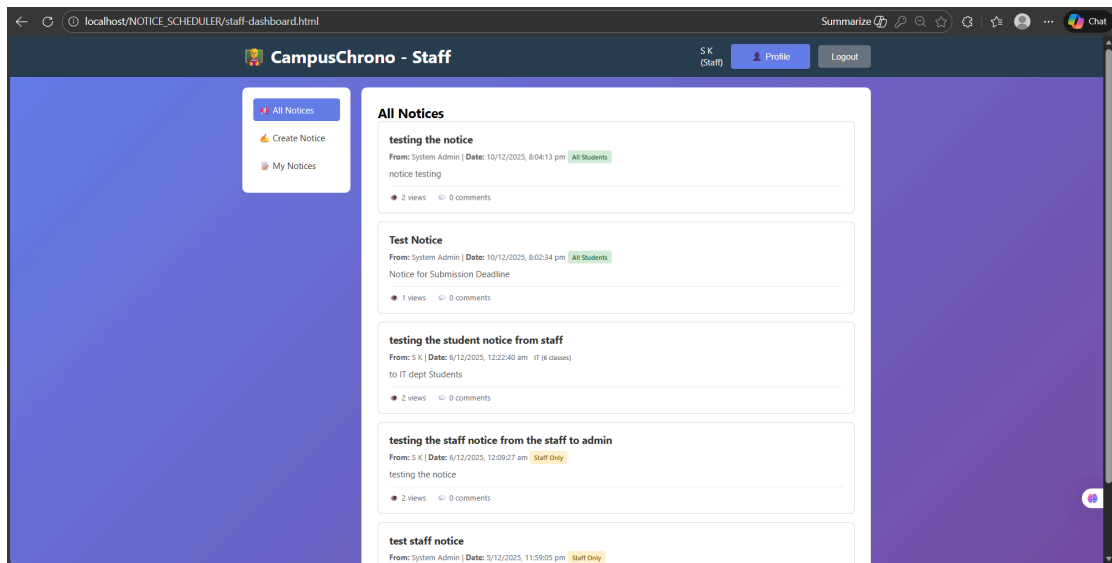 localhost/NOTICE_SCHEDULER/staff-dashboard.html
Summarize
Chat
CampusChrono - Staff
S K
(Staff)
Profile
Logout
All Notices
Create Notice
My Notices
All Notices
testing the notice
From: System Admin | Date: 10/12/2025, 8:04:13 pm All Students
notice testing
2 views 0 comments
Test Notice
From: System Admin | Date: 10/12/2025, 8:02:34 pm All Students
Notice for Submission Deadline
1 views 0 comments
testing the student notice from staff
From: S K | Date: 6/12/2025, 12:22:40 am IT (6 classes)
to IT dept Students
2 views 0 comments
testing the staff notice from the staff to admin
From: S K | Date: 6/12/2025, 12:09:27 am Staff Only
testing the notice
2 views 0 comments
test staff notice
From: System Admin | Date: 5/12/2025, 11:59:05 pm Staff Only